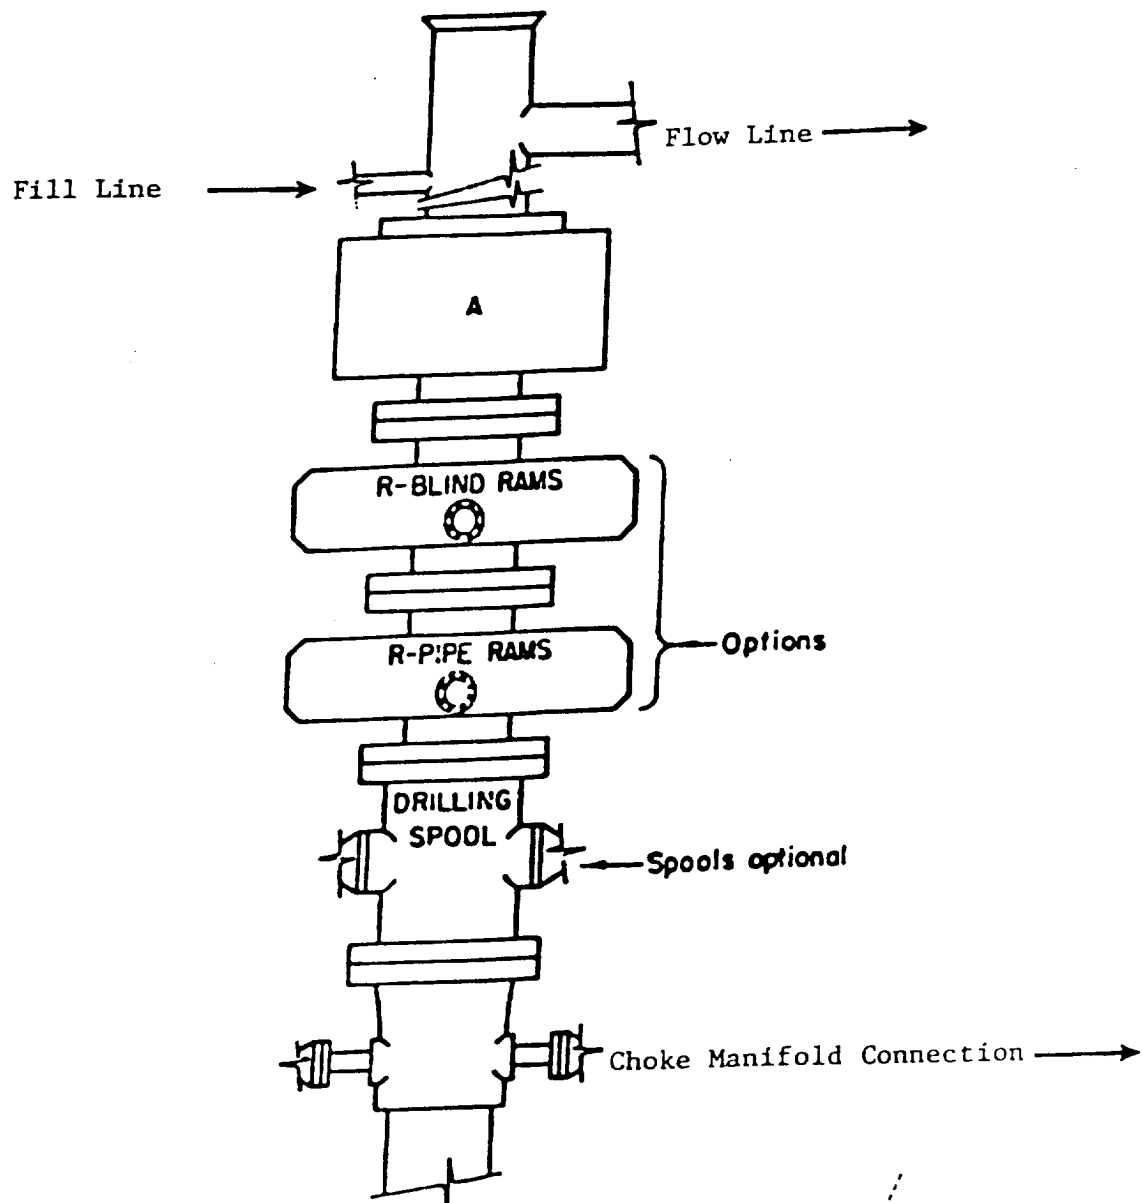 Flow Line
Fill Line
A
R-BLIND RAMS
R-PIPE RAMS
Options
DRILLING
SPOOL
Spools optional
Choke Manifold Connection